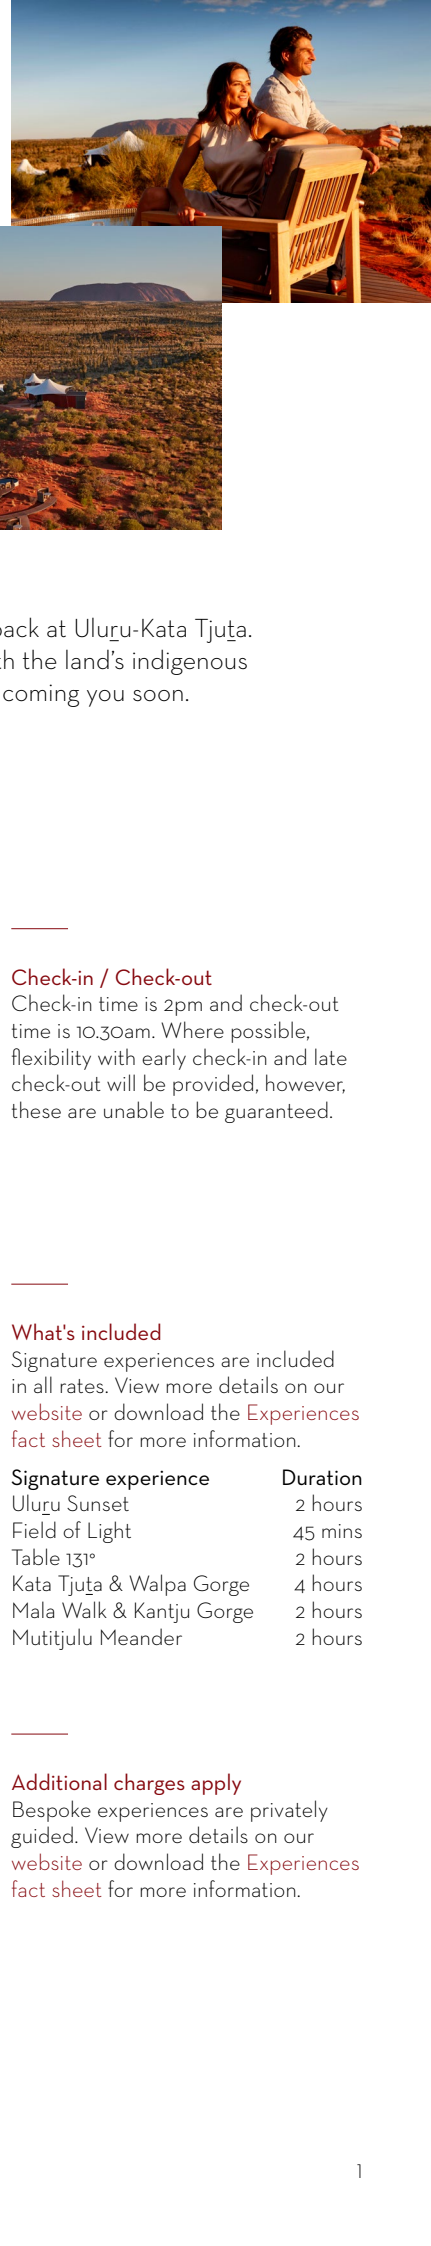 back at Uluṟu-Kata Tjuṯa.
the land's indigenous
coming you soon.
Check-in / Check-out
Check-in time is 2pm and check-out
time is 10.30am. Where possible,
flexibility with early check-in and late
check-out will be provided, however,
these are unable to be guaranteed.
What's included
Signature experiences are included
in all rates. View more details on our
website or download the Experiences
fact sheet for more information.
Signature experience Duration
Uluṟu Sunset 2 hours
Field of Light 45 mins
Table 131° 2 hours
Kata Tjuṯa & Walpa Gorge 4 hours
Mala Walk & Kantju Gorge 2 hours
Mutitjulu Meander 2 hours
Additional charges apply
Bespoke experiences are privately
guided. View more details on our
website or download the Experiences
fact sheet for more information.
1